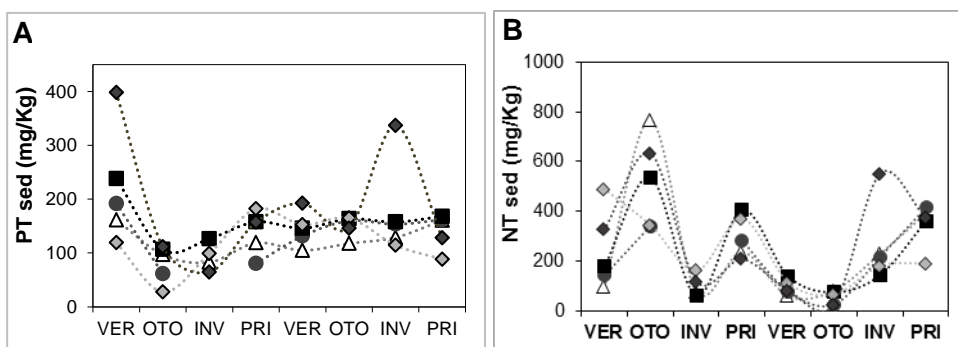 A
PT sed (mg/Kg)
400
300
200
100
0
VER OTO INV PRI VER OTO INV PRI
B
NT sed (mg/Kg)
1000
800
600
400
200
0
VER OTO INV PRI VER OTO INV PRI